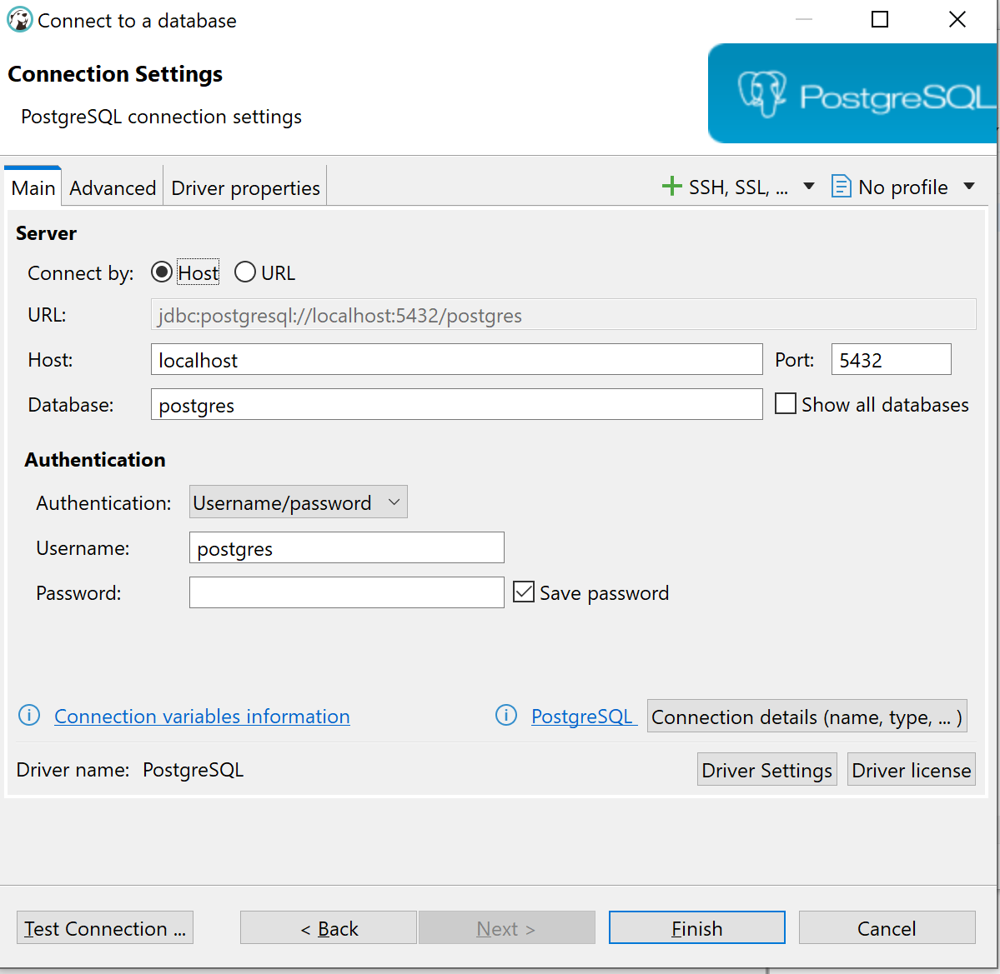 Connect to a database
Connection Settings
PostgreSQL connection settings
PostgreSQL
Main Advanced Driver properties SSH, SSL, ... No profile
Server
Connect by: Host URL
URL: jdbc:postgresql://localhost:5432/postgres
Host: localhost Port: 5432
Database: postgres Show all databases
Authentication
Authentication: Username/password
Username: postgres
Password: Save password
Connection variables information PostgreSQL Connection details (name, type, ... )
Driver name: PostgreSQL Driver Settings Driver license
Test Connection ... < Back Next > Finish Cancel